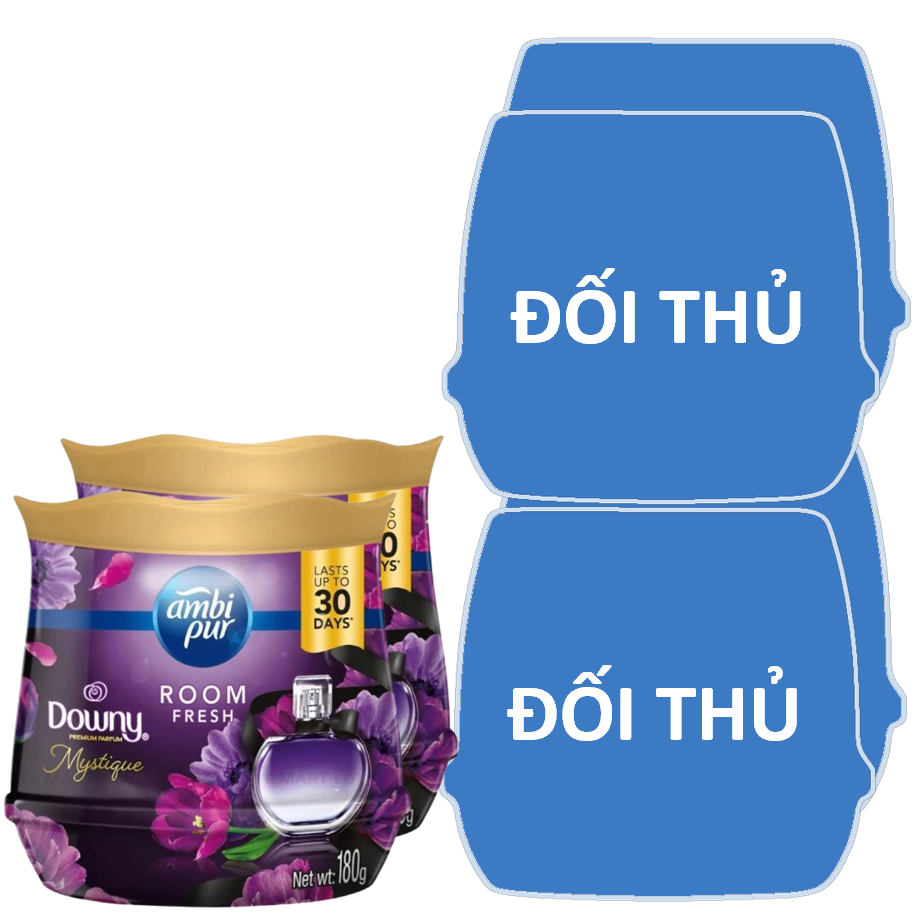 ĐỐI THỦ
ĐỐI THỦ
LASTS
UP TO
30
DAYS*
ambi
pur
ROOM
FRESH
Downy®
PREMIUM PARFUM
Mystique
Net wt: 180g